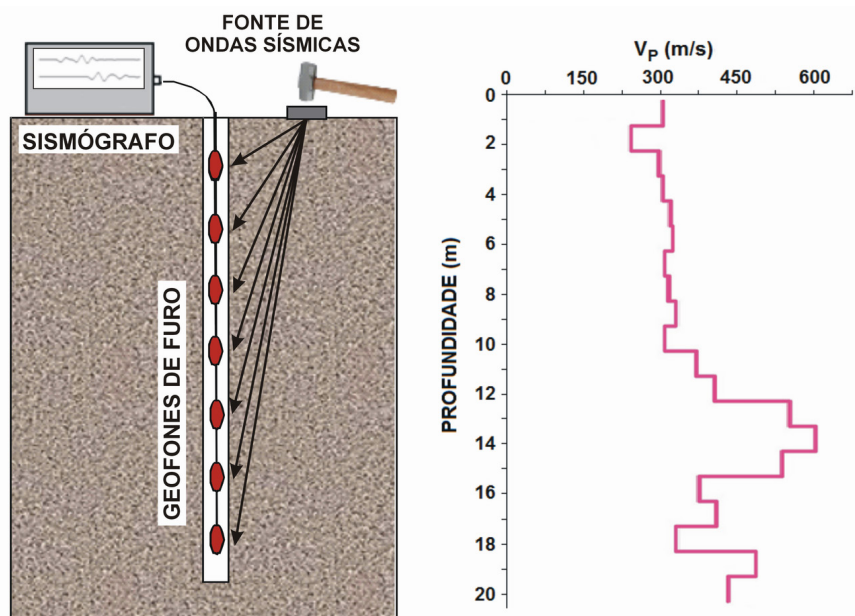 FONTE DE
ONDAS SÍSMICAS
SISMÓGRAFO
GEOFONES DE FURO
V_P (m/s)
0 150 300 450 600
PROFUNDIDADE (m)
0
2
4
6
8
10
12
14
16
18
20